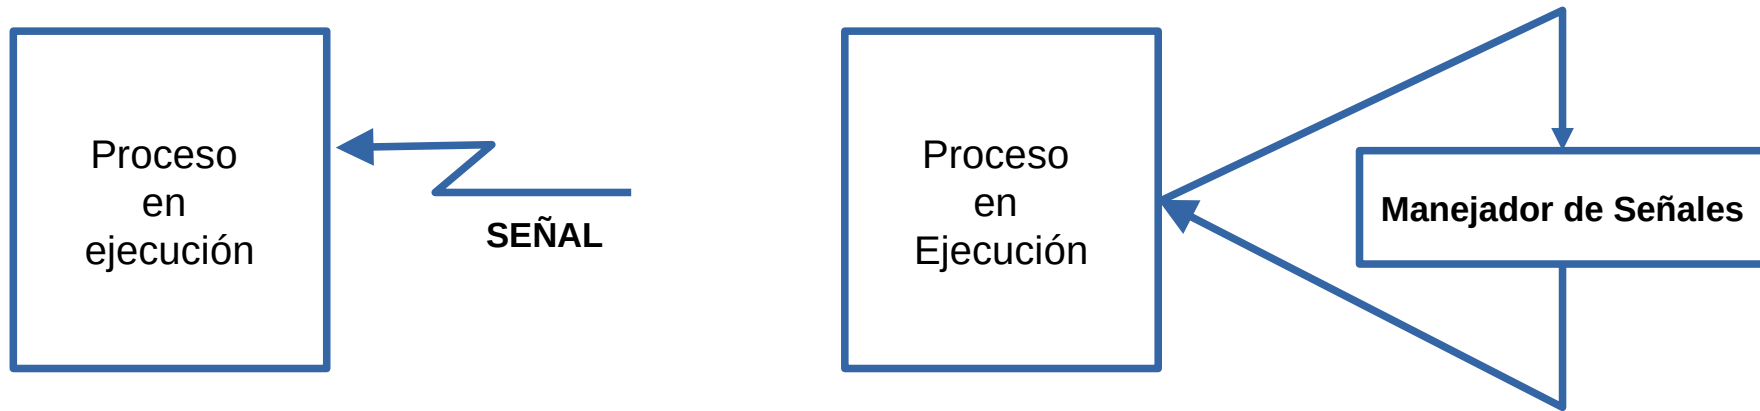 Proceso
en
ejecución
SEÑAL
Proceso
en
Ejecución
Manejador de Señales